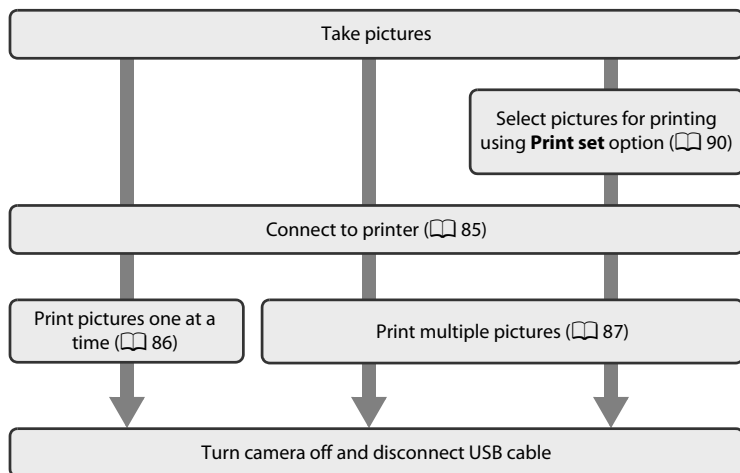 Take pictures
Select pictures for printing
using Print set option (📖 90)
Connect to printer (📖 85)
Print pictures one at a
time (📖 86)
Print multiple pictures (📖 87)
Turn camera off and disconnect USB cable